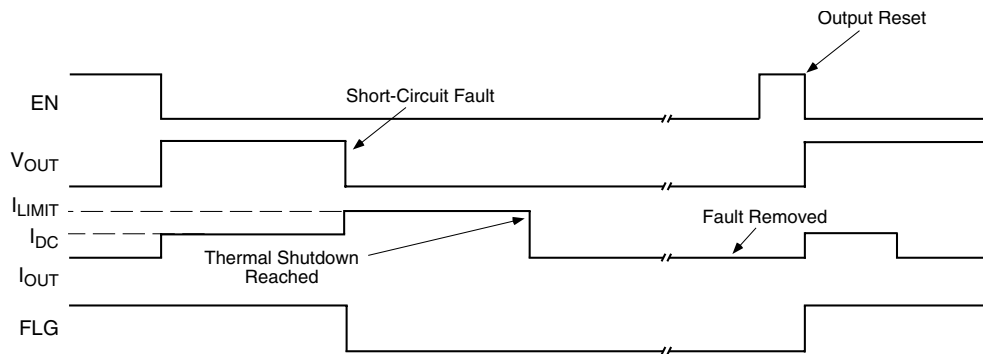 Output Reset
EN
Short-Circuit Fault
VOUT
ILIMIT
Fault Removed
IDC
Thermal Shutdown
Reached
IOUT
FLG